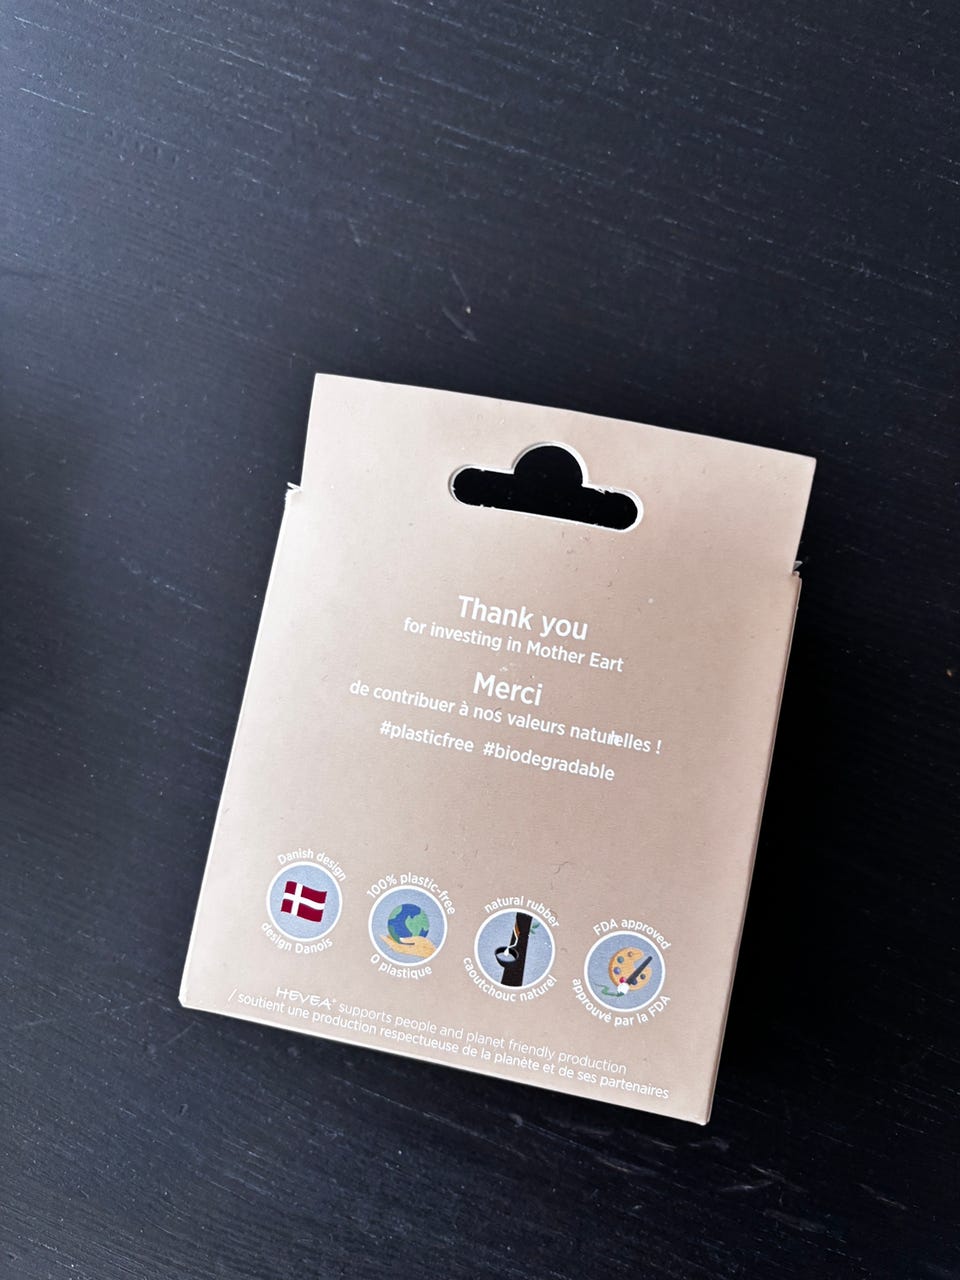 Thank you
for investing in Mother Eart
Merci
de contribuer à nos valeurs naturelles !
#plasticfree #biodegradable
Danish design
design Danois
100% plastic-free
0 plastique
natural rubber
caoutchouc naturel
FDA approved
approuvé par la FDA
HEVEA® supports people and planet friendly production
/ soutient une production respectueuse de la planète et de ses partenaires